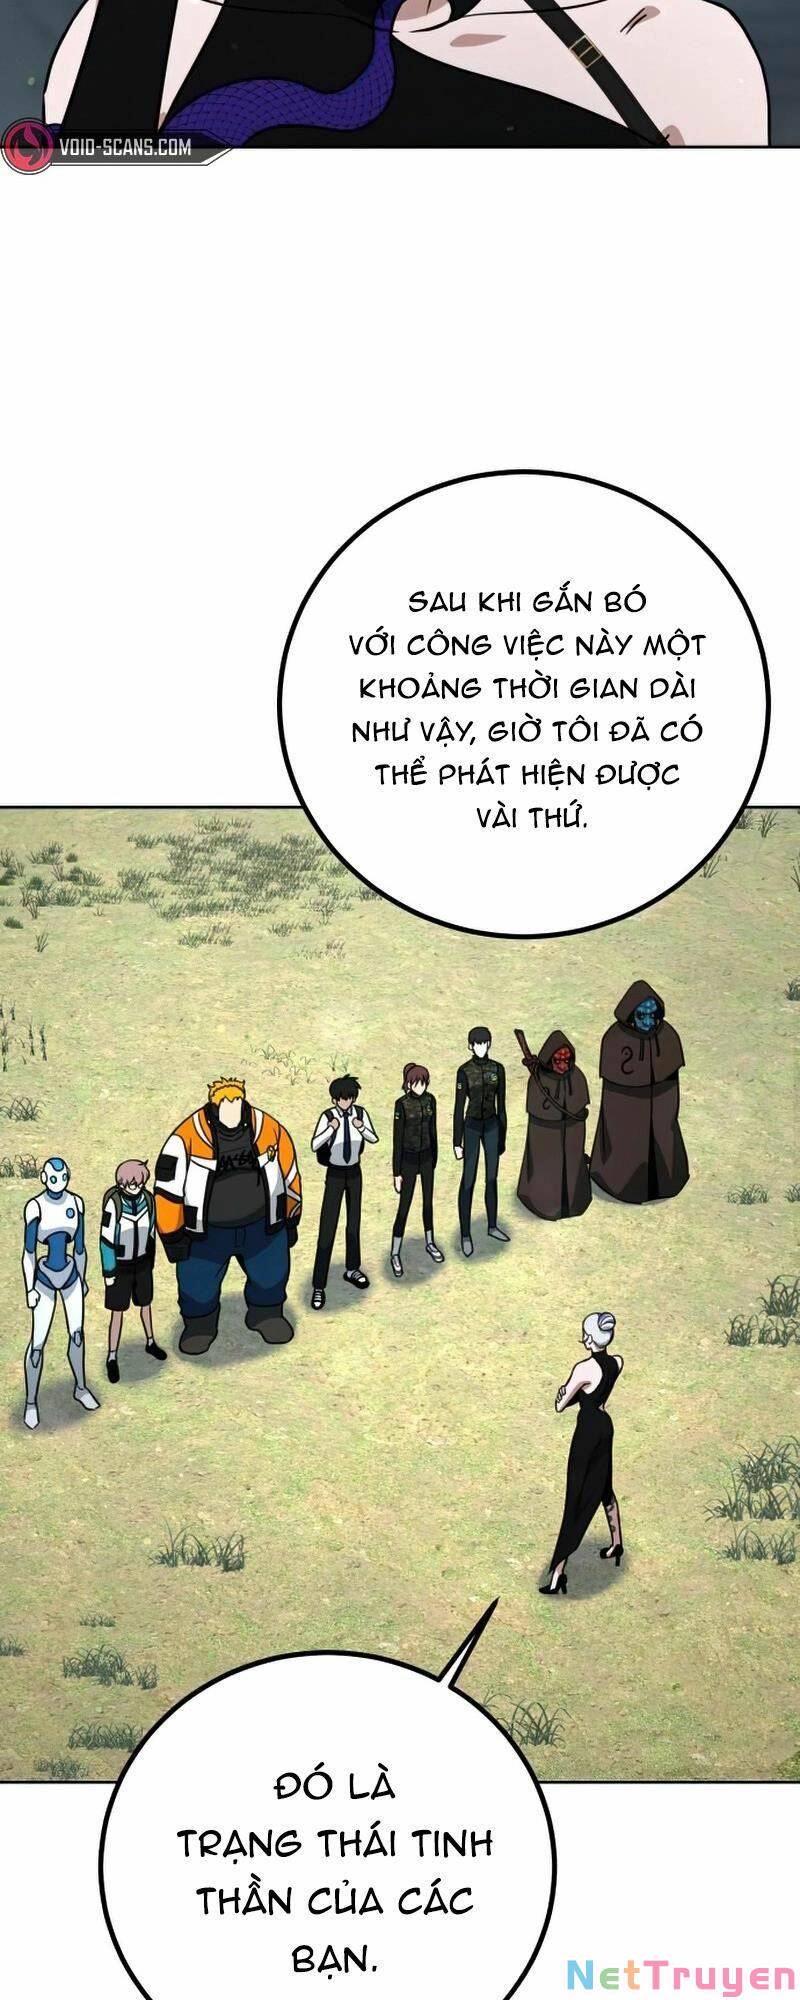 VOID-SCANS.COM
SAU KHI GẮN BÓ
VỚI CÔNG VIỆC NÀY MỘT
KHOẢNG THỜI GIAN DÀI
NHƯ VẬY, GIỜ TÔI ĐÃ CÓ
THỂ PHÁT HIỆN ĐƯỢC
VÀI THỨ.
ĐÓ LÀ
TRẠNG THÁI TINH
THẦN CỦA CÁC
BẠN.
NetTruyen